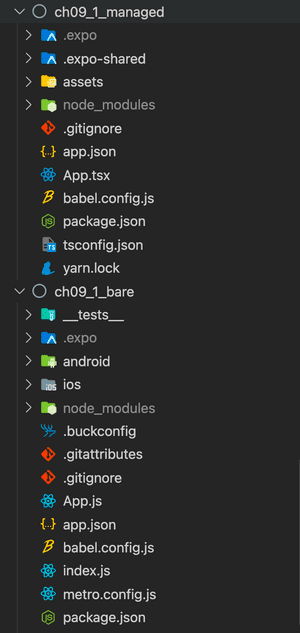 ch09_1_managed
.expo
.expo-shared
assets
node_modules
.gitignore
app.json
App.tsx
babel.config.js
package.json
tsconfig.json
yarn.lock
ch09_1_bare
__tests__
.expo
android
ios
node_modules
.buckconfig
.gitattributes
.gitignore
App.js
app.json
babel.config.js
index.js
metro.config.js
package.json